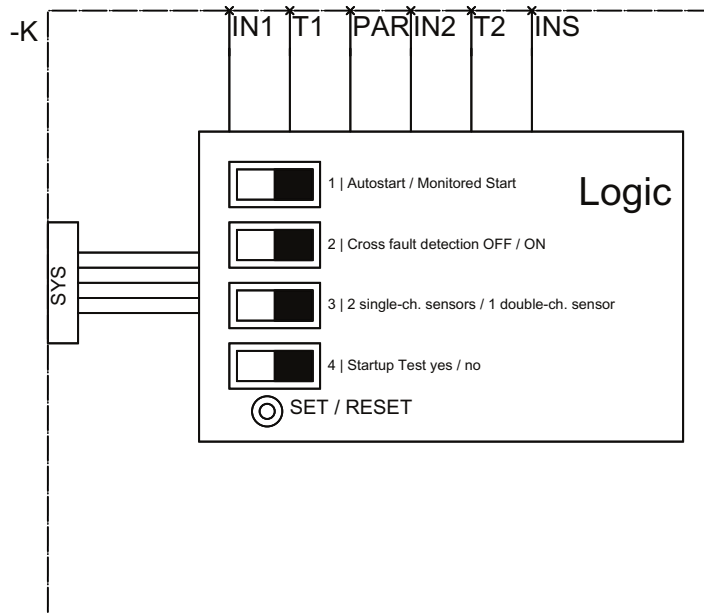 -K
IN1 T1 PAR IN2 T2 INS
1 | Autostart / Monitored Start
Logic
2 | Cross fault detection OFF / ON
SYS
3 | 2 single-ch. sensors / 1 double-ch. sensor
4 | Startup Test yes / no
SET / RESET